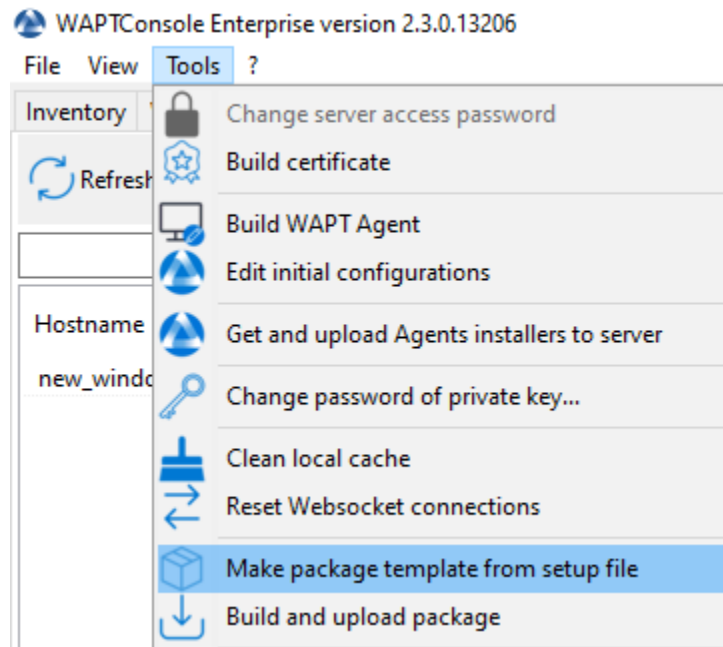 WAPTConsole Enterprise version 2.3.0.13206
File View Tools ?
Inventory
Change server access password
Refresh
Build certificate
Build WAPT Agent
Edit initial configurations
Hostname
Get and upload Agents installers to server
new_windo
Change password of private key...
Clean local cache
Reset Websocket connections
Make package template from setup file
Build and upload package